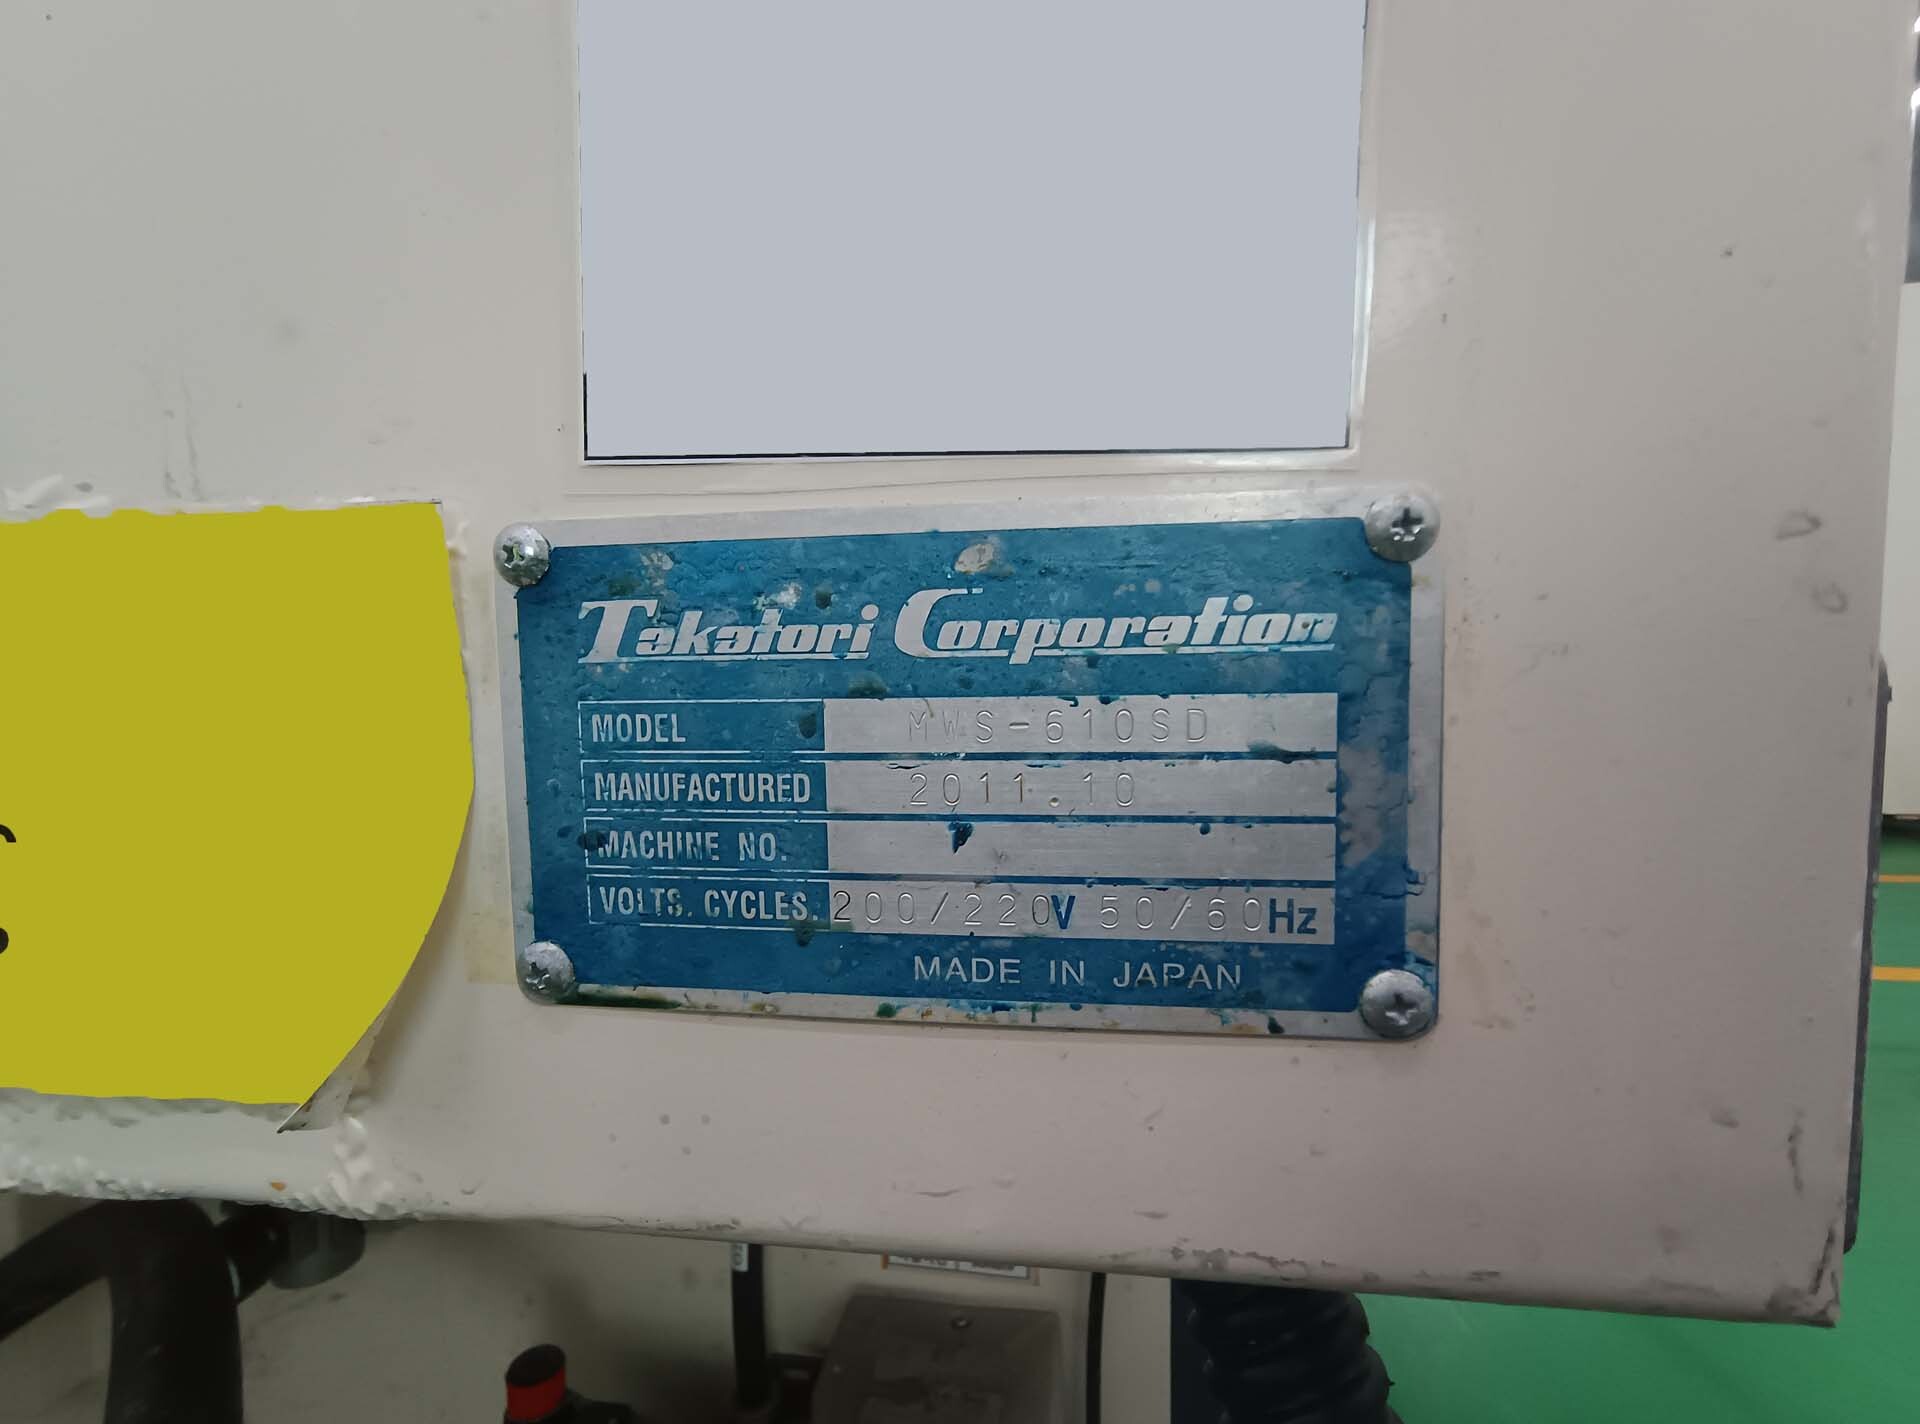 Takatori Corporation
MODEL MWS-610SD
MANUFACTURED 2011.10
MACHINE NO.
VOLTS. CYCLES. 200/220V 50/60Hz
MADE IN JAPAN